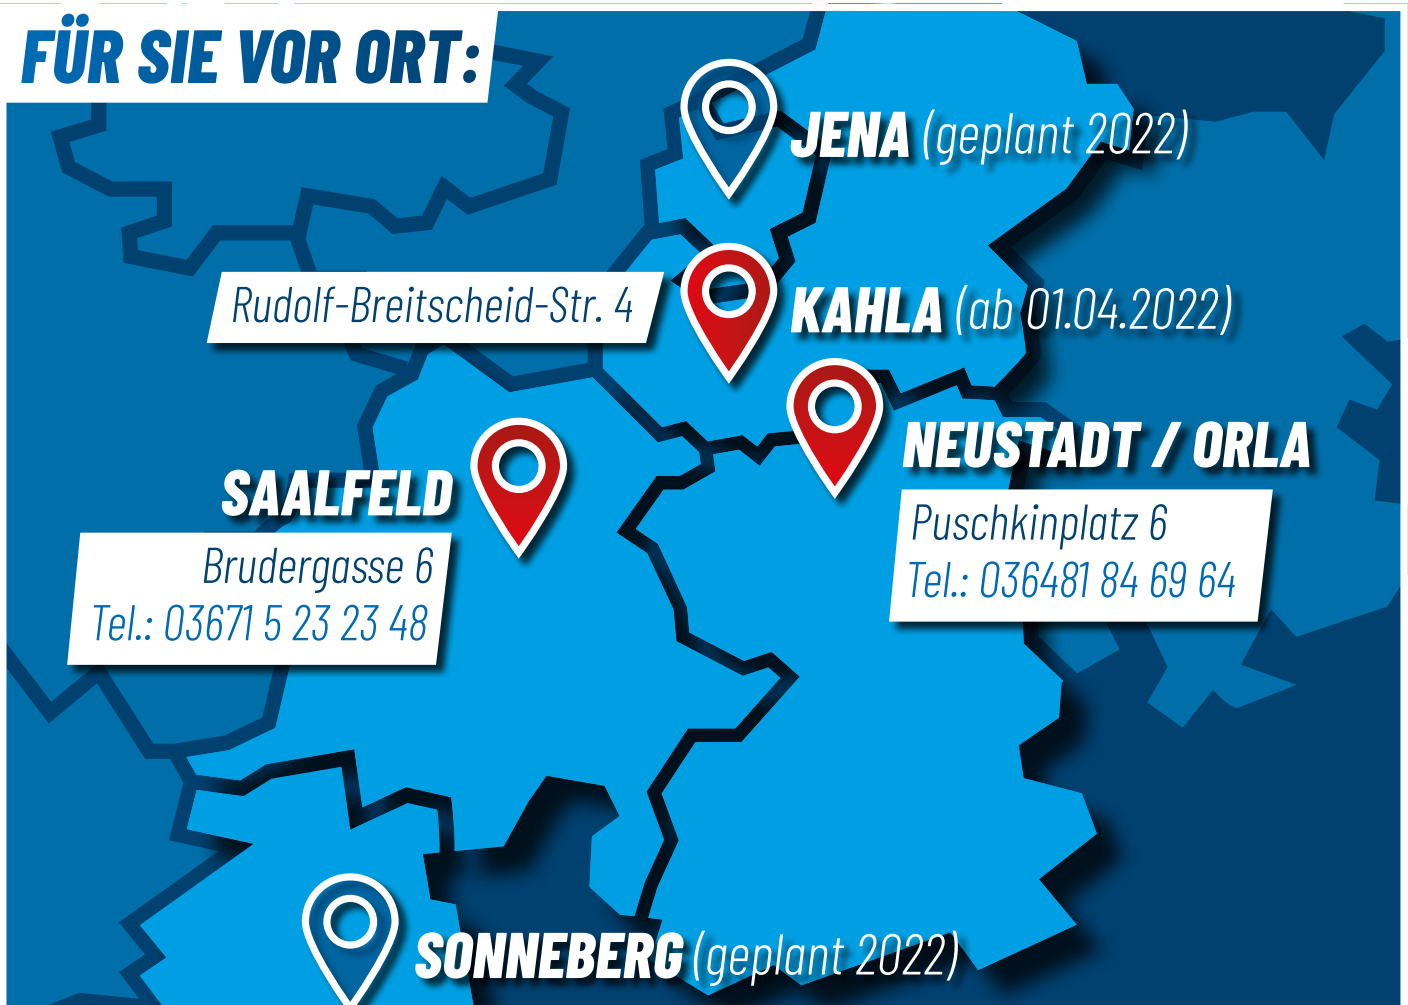 FÜR SIE VOR ORT:
JENA (geplant 2022)
Rudolf-Breitscheid-Str. 4
KAHLA (ab 01.04.2022)
NEUSTADT / ORLA
Puschkinplatz 6
Tel.: 036481 84 69 64
SAALFELD
Brudergasse 6
Tel.: 03671 5 23 23 48
SONNEBERG (geplant 2022)